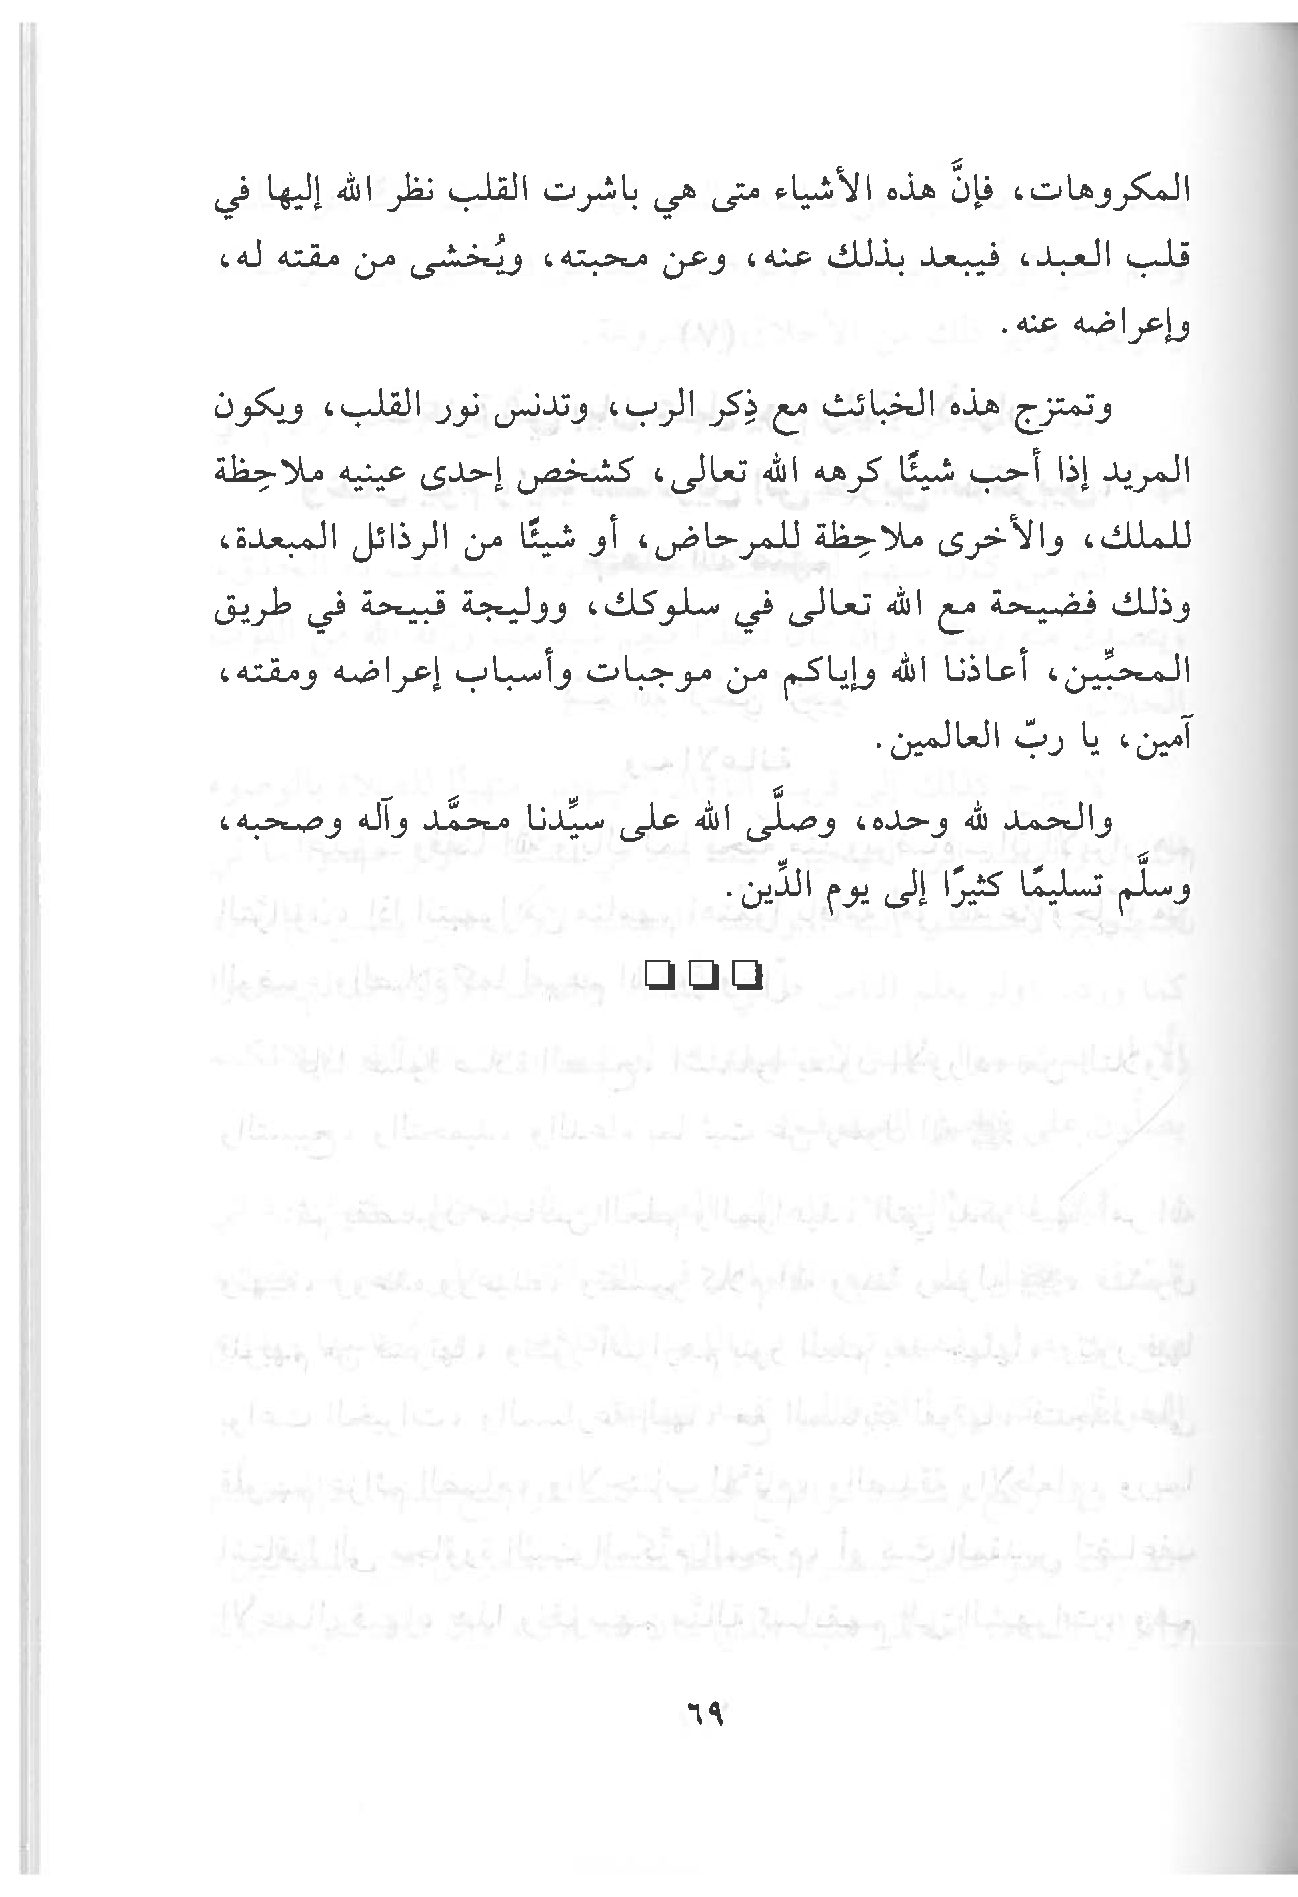 المكروهات، فإنَّ هذه الأشياء متى هي باشرت القلب نظر الله إليها في
قلب العبد، فيبعد بذلك عنه، وعن محبته، ويُخشى من مقته له،
وإعراضه عنه.
وتمتزج هذه الخبائث مع ذِكر الرب، وتدنس نور القلب، ويكون
المريد إذا أحب شيئًا كرهه الله تعالى، كشخص إحدى عينيه ملاحِظة
للملك، والأخرى ملاحِظة للمرحاض، أو شيئًا من الرذائل المبعدة،
وذلك فضيحة مع الله تعالى في سلوكك، ووليجة قبيحة في طريق
المحبِّين، أعاذنا الله وإياكم من موجبات وأسباب إعراضه ومقته،
آمين، يا ربّ العالمين.
والحمد لله وحده، وصلَّى الله على سيِّدنا محمَّد وآله وصحبه،
وسلَّم تسليمًا كثيرًا إلى يوم الدِّين.
❏ ❏ ❏
٦٩